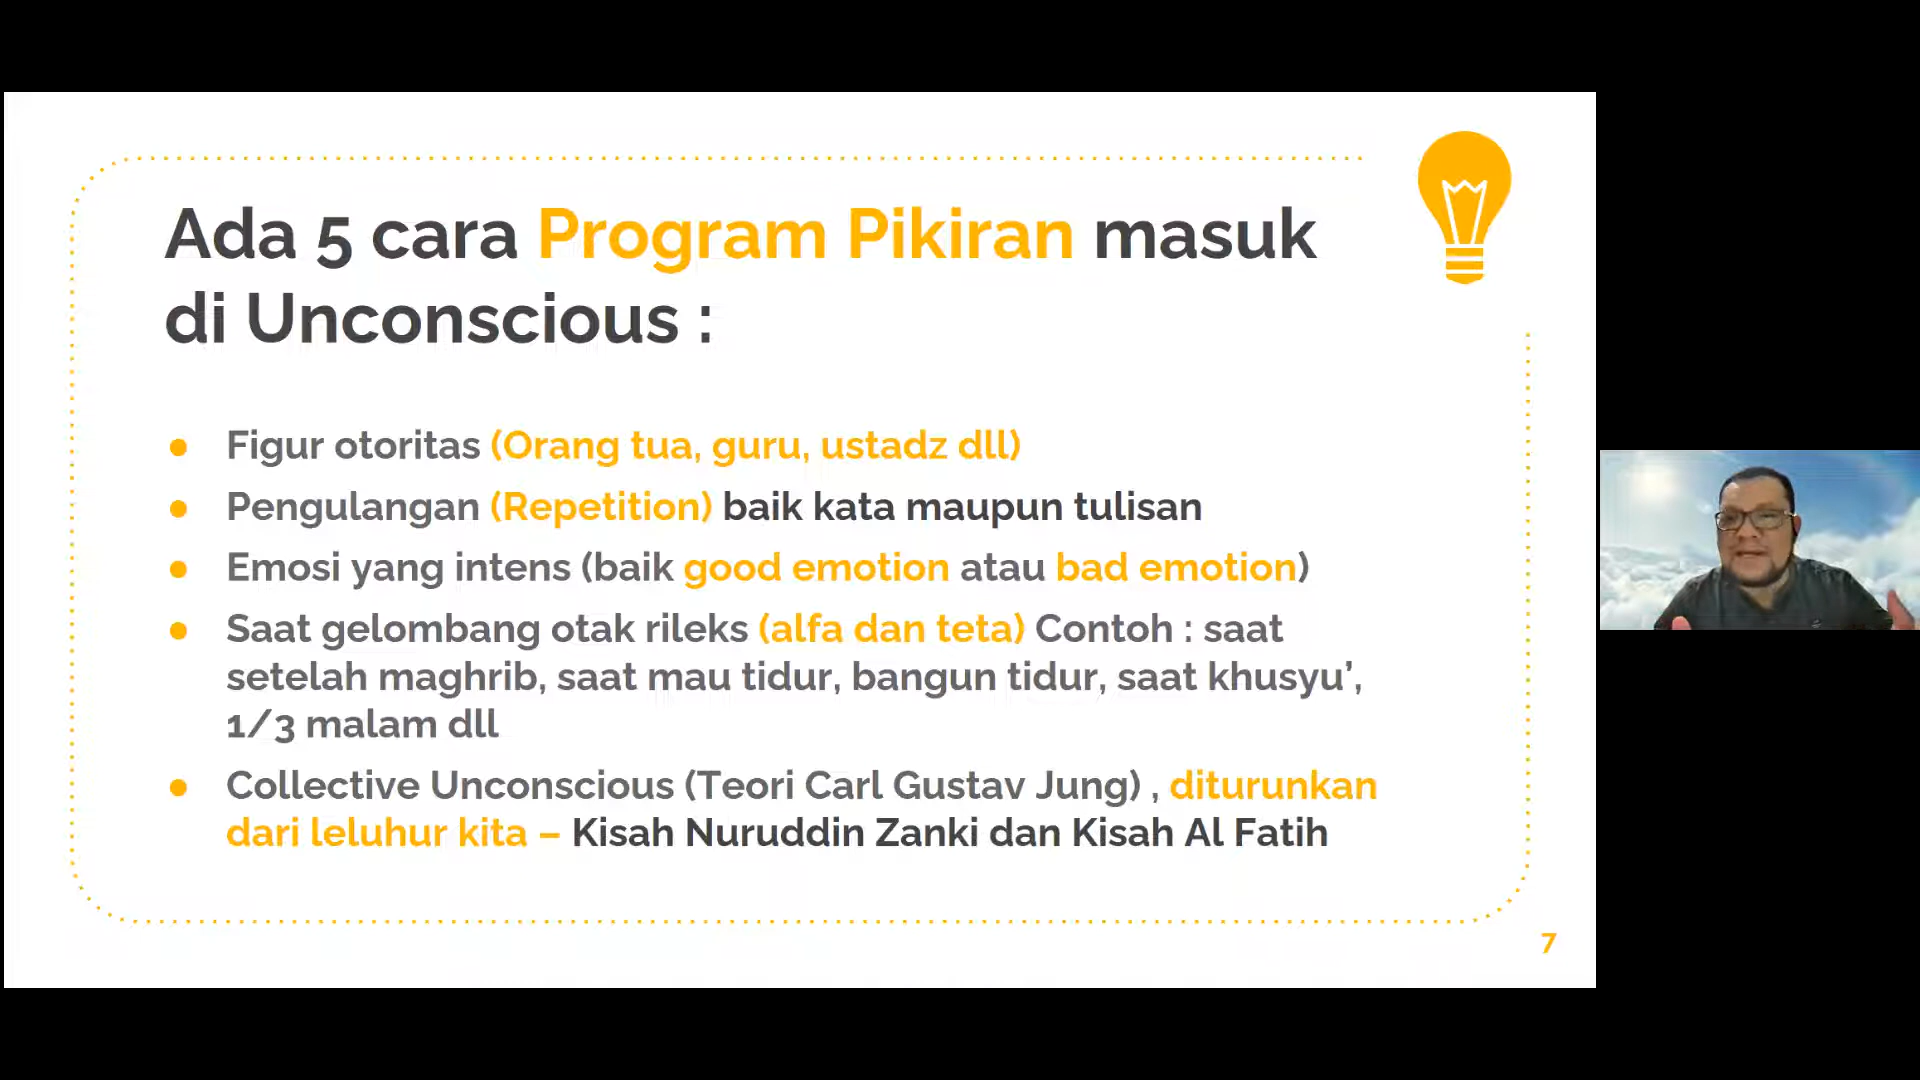 Ada 5 cara Program Pikiran masuk
di Unconscious :
Figur otoritas (Orang tua, guru, ustadz dll)
Pengulangan (Repetition) baik kata maupun tulisan
Emosi yang intens (baik good emotion atau bad emotion)
Saat gelombang otak rileks (alfa dan teta) Contoh : saat
setelah maghrib, saat mau tidur, bangun tidur, saat khusyu’,
1/3 malam dll
Collective Unconscious (Teori Carl Gustav Jung) , diturunkan
dari leluhur kita – Kisah Nuruddin Zanki dan Kisah Al Fatih
7